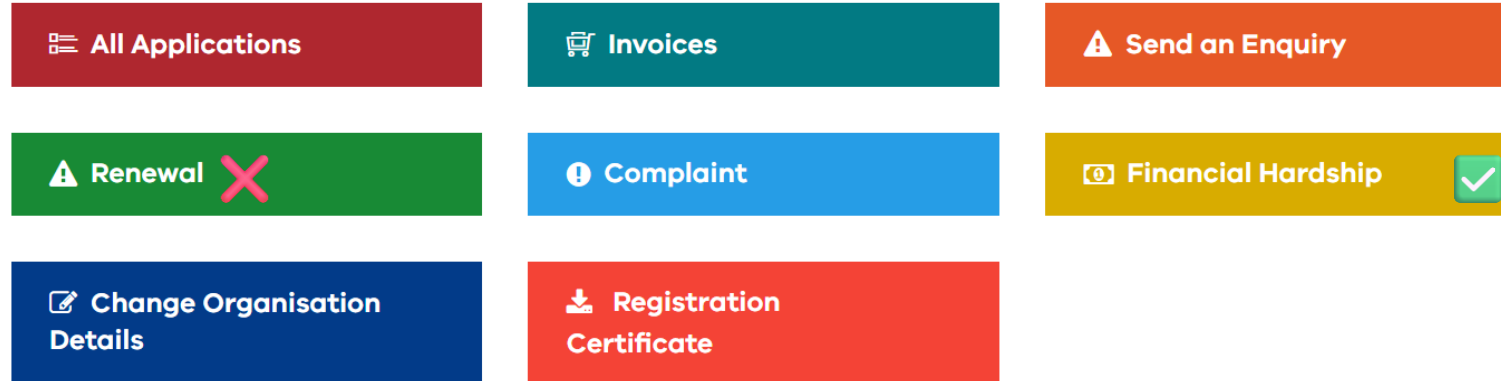 All Applications
Invoices
Send an Enquiry
Renewal
Complaint
Financial Hardship
Change Organisation
Details
Registration
Certificate